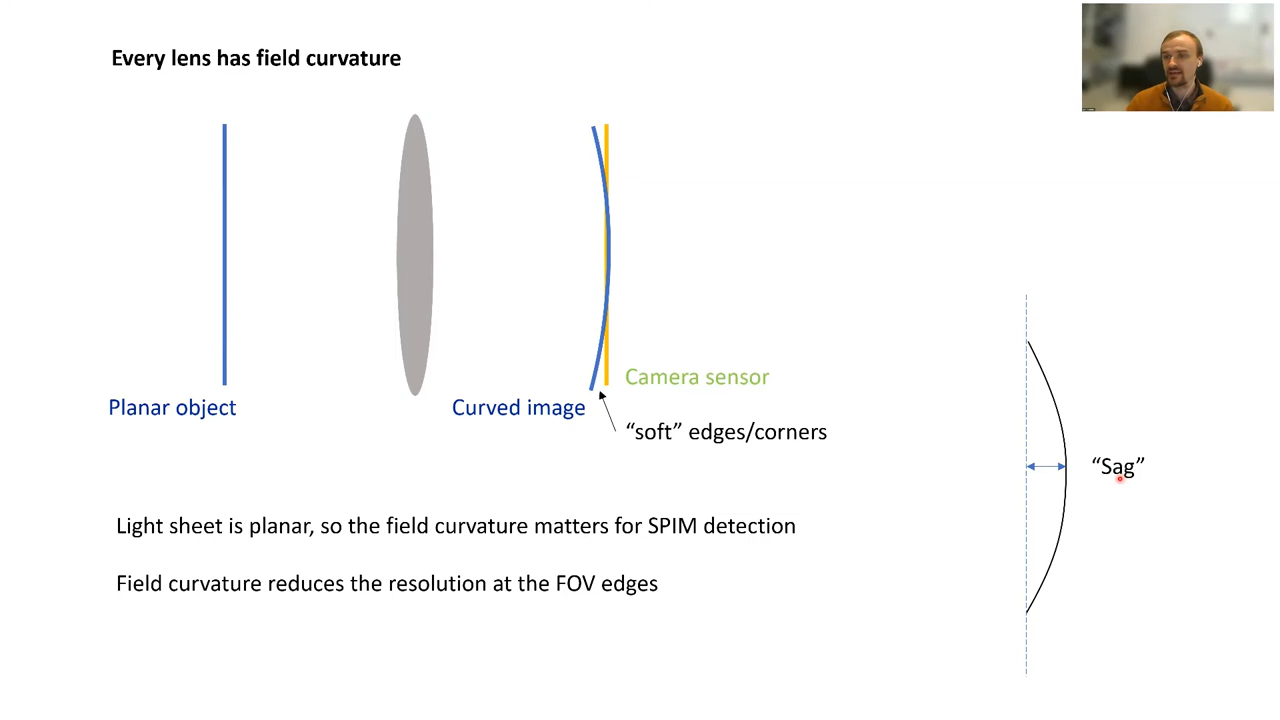 Every lens has field curvature
Camera sensor
Planar object
Curved image
“soft” edges/corners
“Sag”
Light sheet is planar, so the field curvature matters for SPIM detection
Field curvature reduces the resolution at the FOV edges